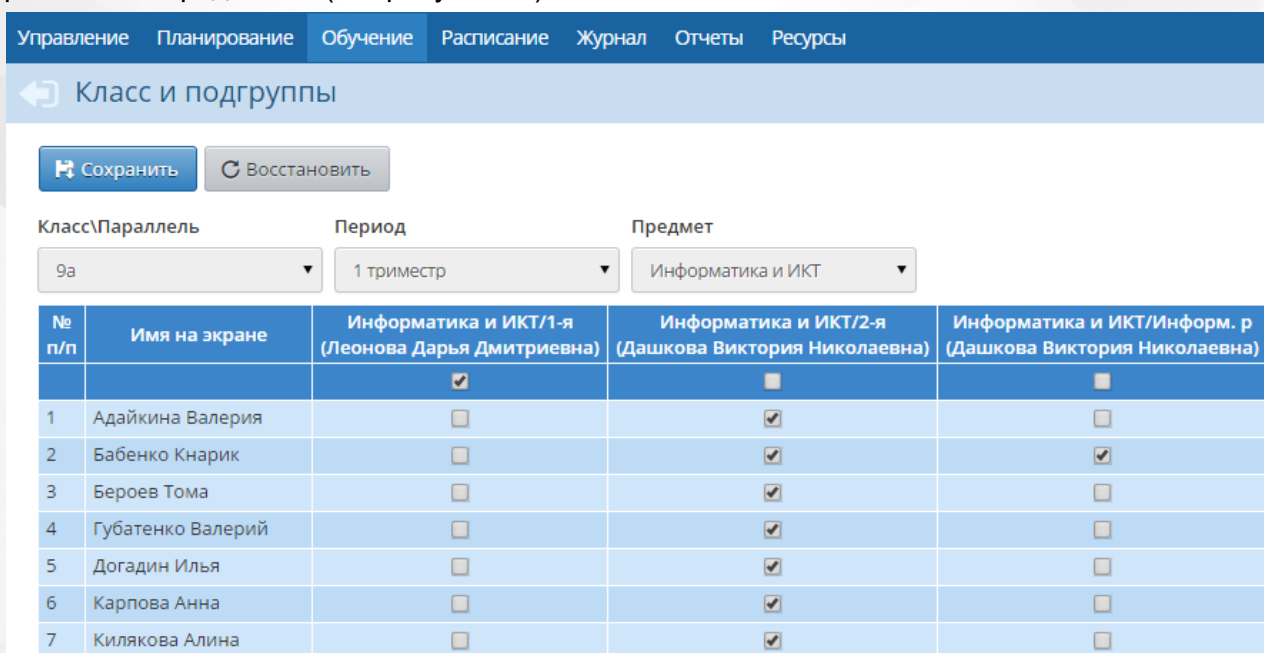 Управление Планирование Обучение Расписание Журнал Отчеты Ресурсы
Класс и подгруппы
Сохранить Восстановить
Класс\Параллель Период Предмет
9а 1 триместр Информатика и ИКТ
№ п/п Имя на экране Информатика и ИКТ/1-я (Леонова Дарья Дмитриевна) Информатика и ИКТ/2-я (Дашкова Виктория Николаевна) Информатика и ИКТ/Информ. р (Дашкова Виктория Николаевна)
1 Адайкина Валерия
2 Бабенко Кнарик
3 Бероев Тома
4 Губатенко Валерий
5 Догадин Илья
6 Карпова Анна
7 Килякова Алина